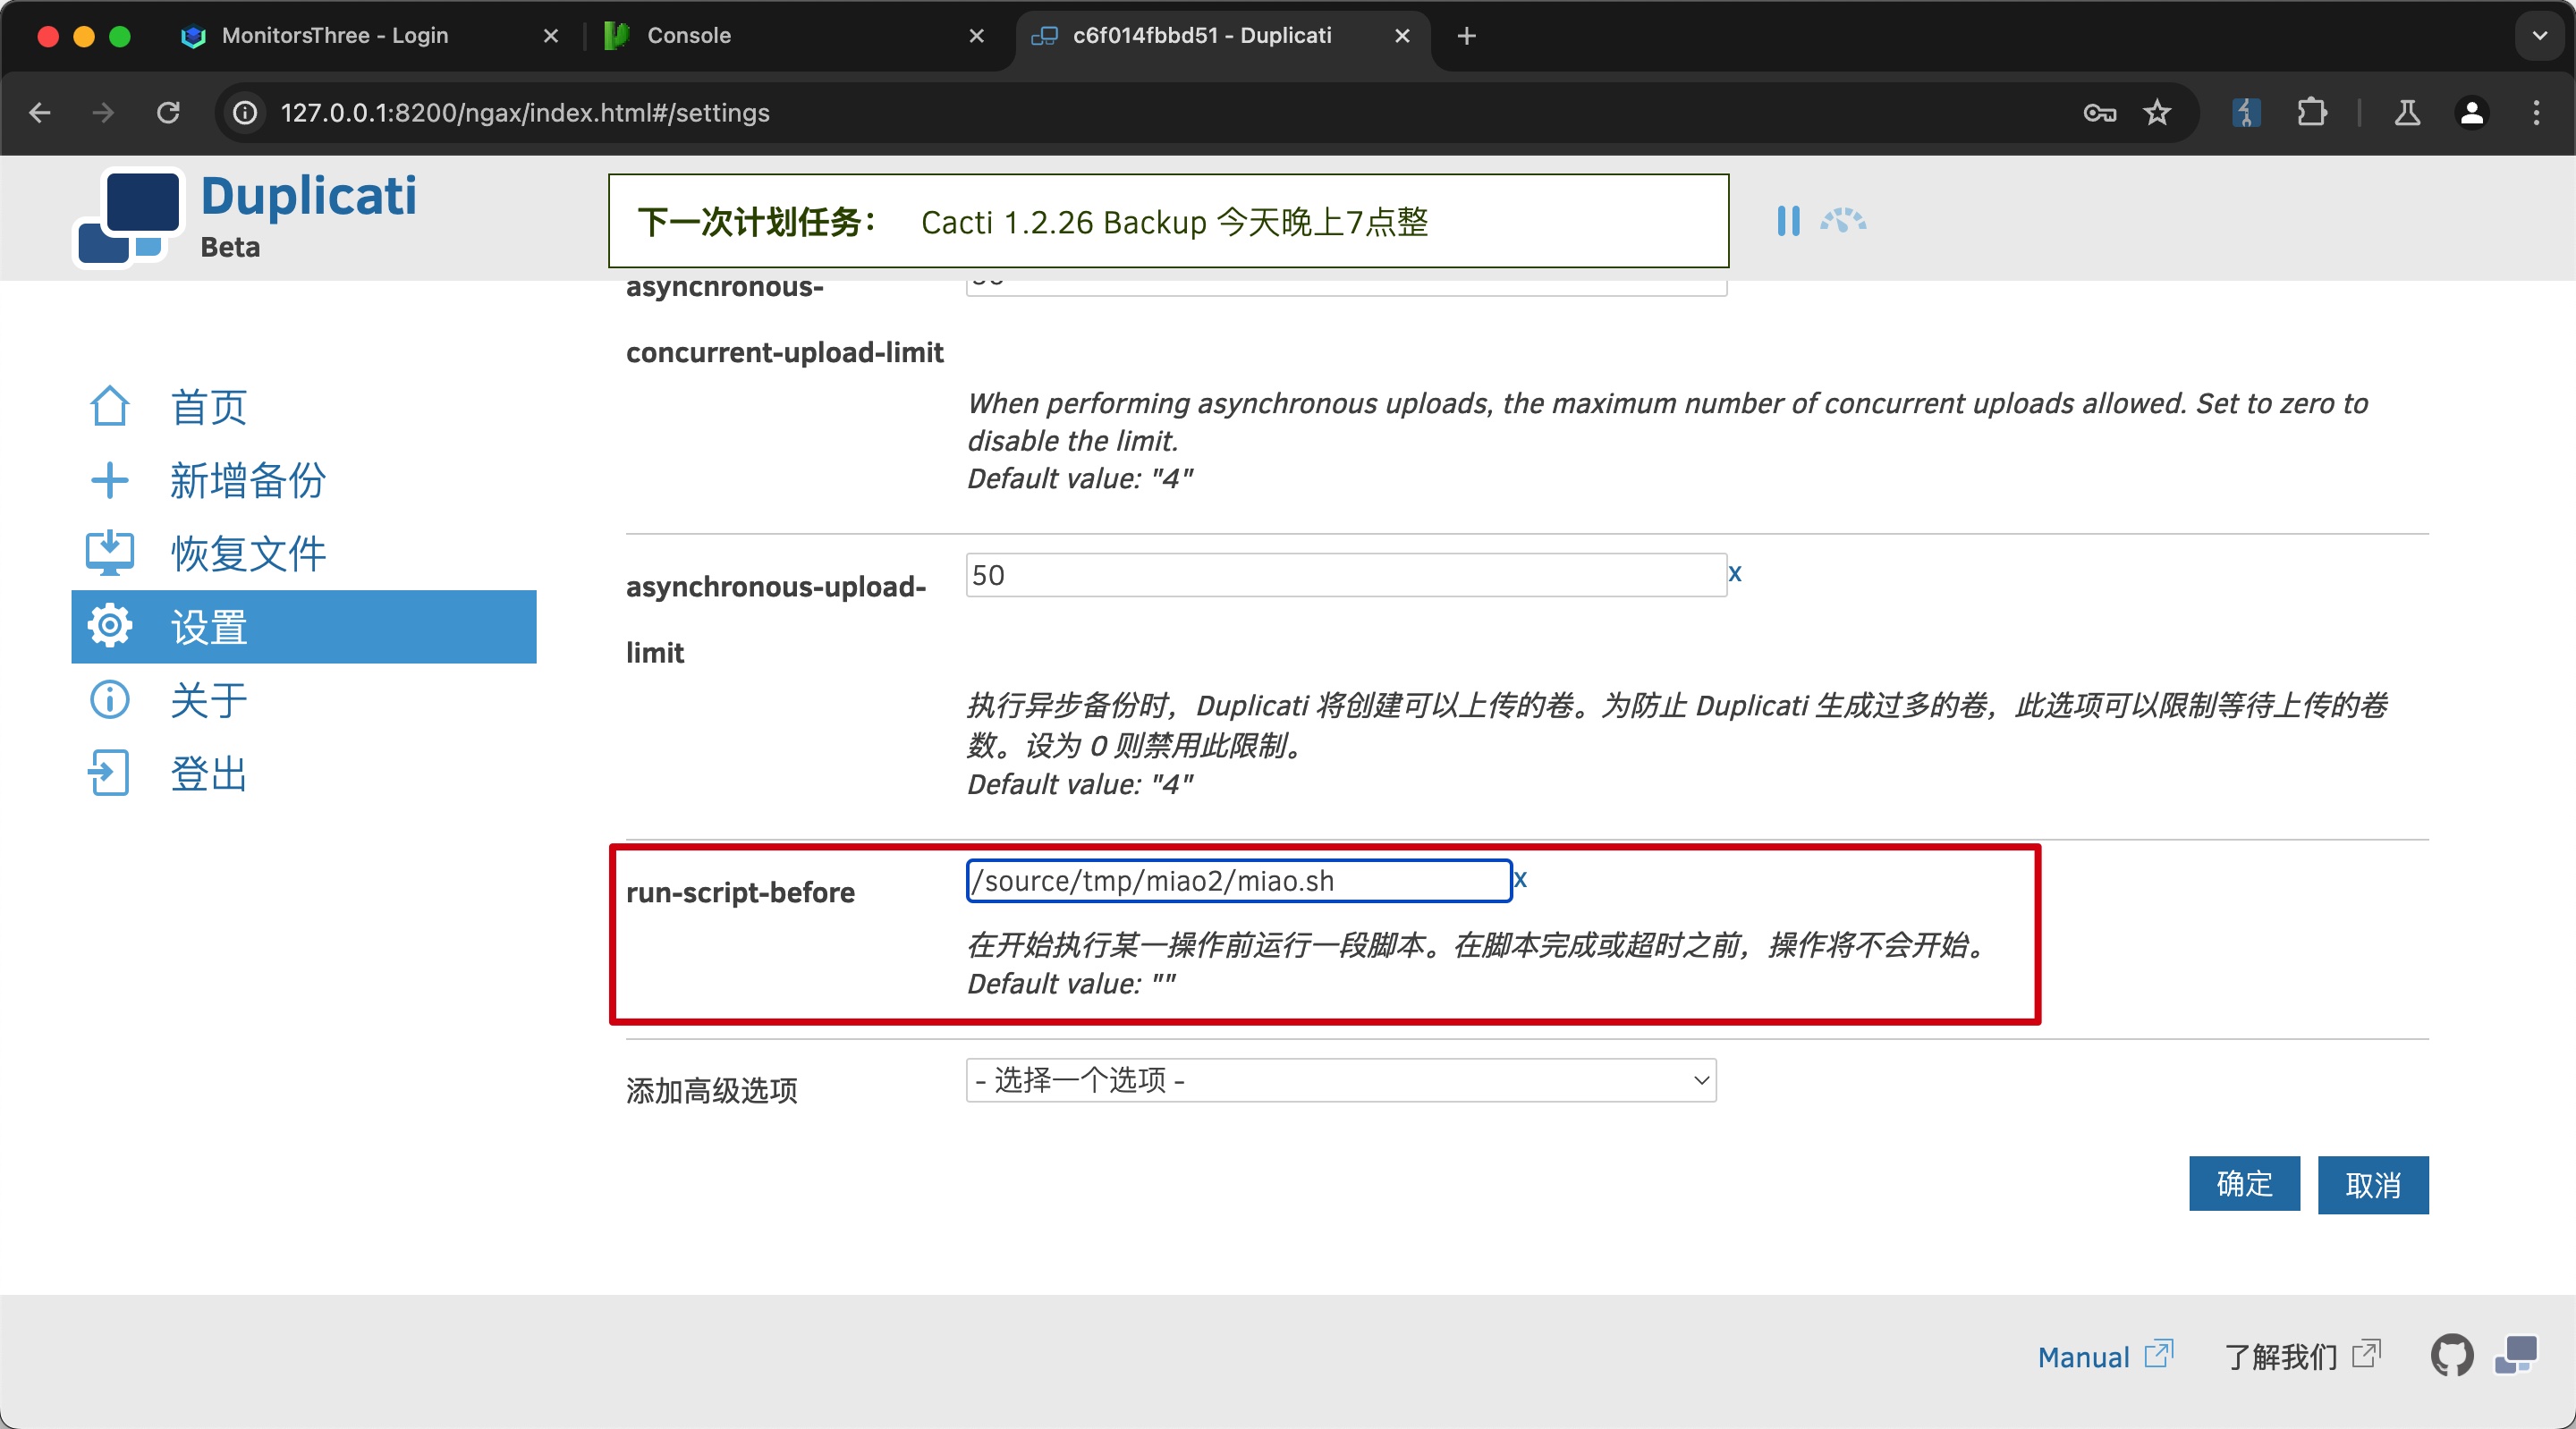 MonitorsThree - Login
Console
c6f014fbbd51 - Duplicati
127.0.0.1:8200/ngax/index.html#/settings
Duplicati
Beta
下一次计划任务： Cacti 1.2.26 Backup 今天晚上7点整
首页
新增备份
恢复文件
设置
关于
登出
asynchronous-
concurrent-upload-limit
When performing asynchronous uploads, the maximum number of concurrent uploads allowed. Set to zero to
disable the limit.
Default value: "4"
asynchronous-upload-
limit
50
x
执行异步备份时，Duplicati 将创建可以上传的卷。为防止 Duplicati 生成过多的卷，此选项可以限制等待上传的卷
数。设为 0 则禁用此限制。
Default value: "4"
run-script-before
/source/tmp/miao2/miao.sh
x
在开始执行某一操作前运行一段脚本。在脚本完成或超时之前，操作将不会开始。
Default value: ""
添加高级选项
- 选择一个选项 -
确定
取消
Manual
了解我们